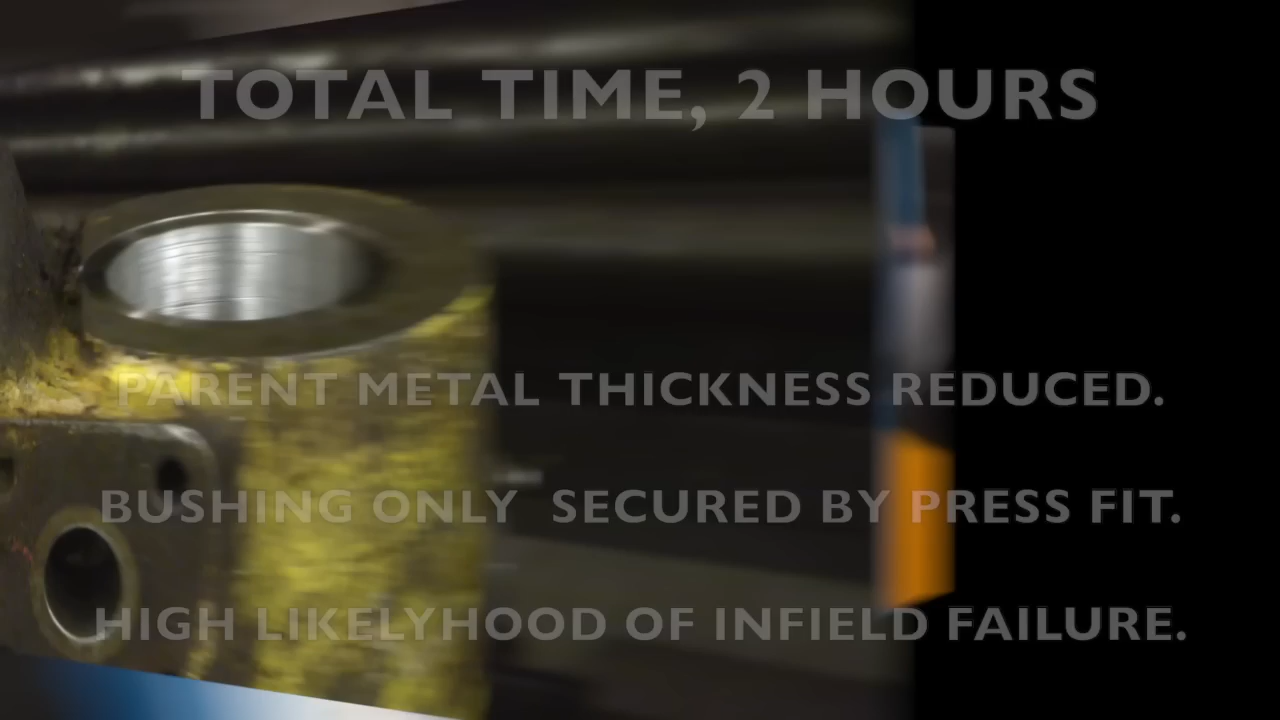 TOTAL TIME, 2 HOURS
PARENT METAL THICKNESS REDUCED.
BUSHING ONLY SECURED BY PRESS FIT.
HIGH LIKELYHOOD OF INFIELD FAILURE.